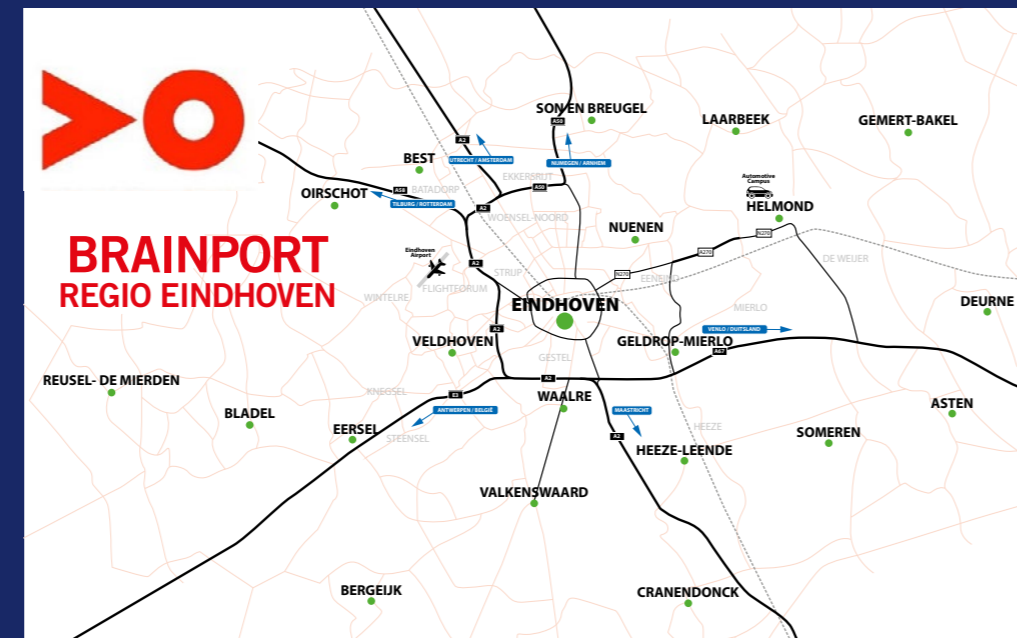 SON EN BREUGEL
LAARBEEK
GEMERT-BAKEL
A50
A2
UTRECHT / AMSTERDAM
NIJMEGEN / ARNHEM
BEST
EKKERSRIJT
Automotive
Campus
OIRSCHOT
A58
BATADORP
A50
TILBURG / ROTTERDAM
A2
WOENSEL-NOORD
HELMOND
NUENEN
N270
BRAINPORT
REGIO EINDHOVEN
Eindhoven
Airport
A2
STRIJP
A270
N270
EENEIND
DE WEIJER
WINTELRE
FLIGHTFORUM
EINDHOVEN
MIERLO
DEURNE
A2
VENLO / DUITSLAND
VELDHOVEN
GELDROP-MIERLO
A67
GESTEL
REUSEL- DE MIERDEN
A2
KNEGSEL
E3
WAALRE
ANTWERPEN / BELGIË
MAASTRICHT
ASTEN
BLADEL
EERSEL
STEENSEL
A2
HEEZE
SOMEREN
HEEZE-LEENDE
VALKENSWAARD
BERGEIJK
CRANENDONCK